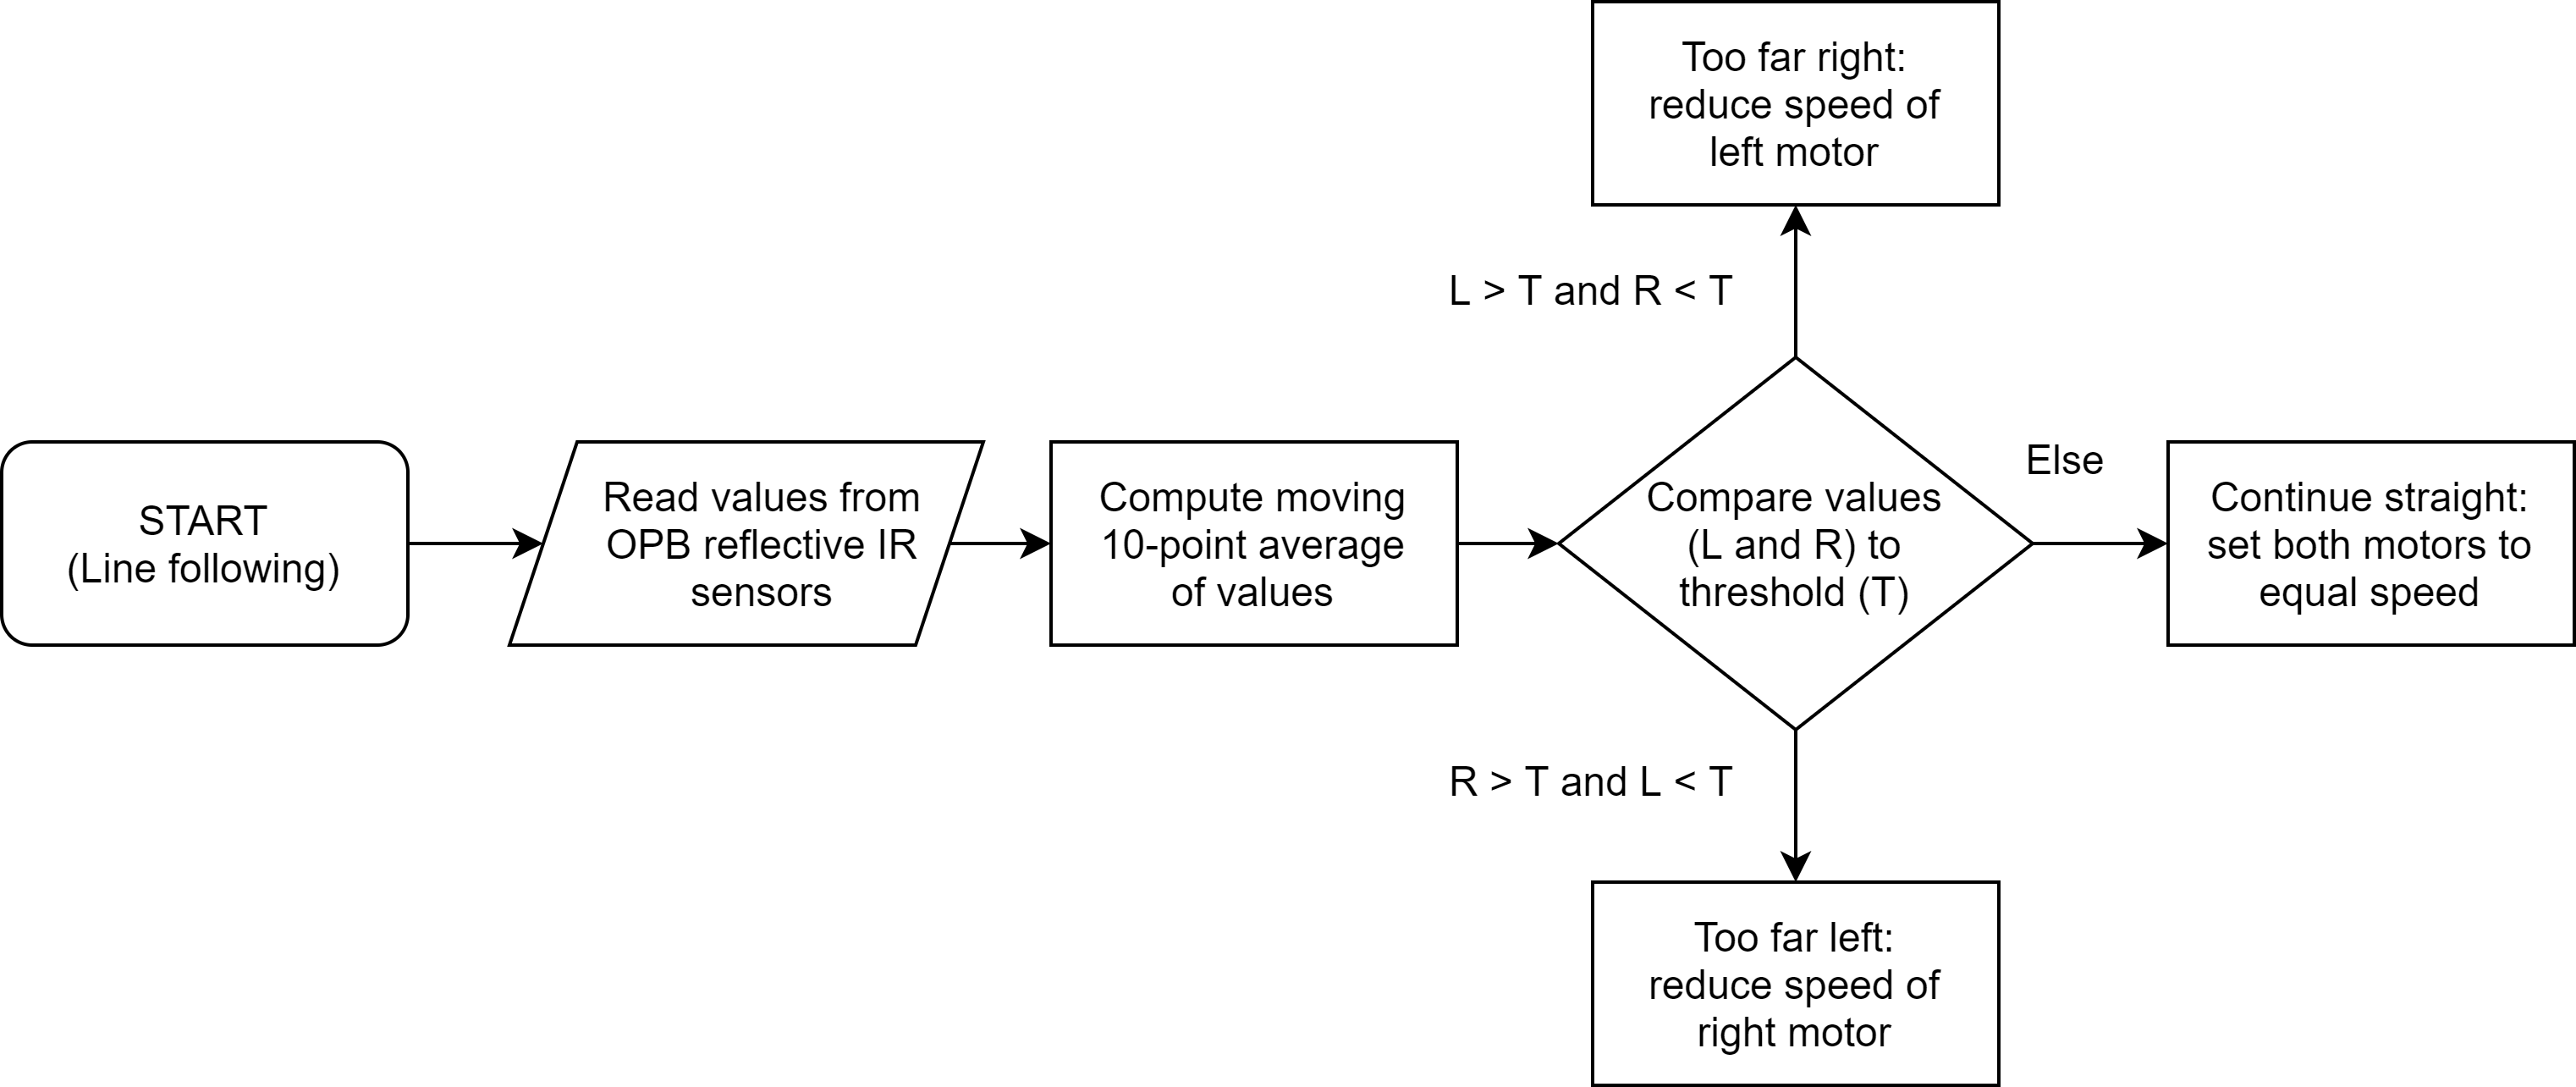 START
(Line following)
Read values from
OPB reflective IR
sensors
Compute moving
10-point average
of values
Compare values
(L and R) to
threshold (T)
L > T and R < T
Too far right:
reduce speed of
left motor
Else
Continue straight:
set both motors to
equal speed
R > T and L < T
Too far left:
reduce speed of
right motor